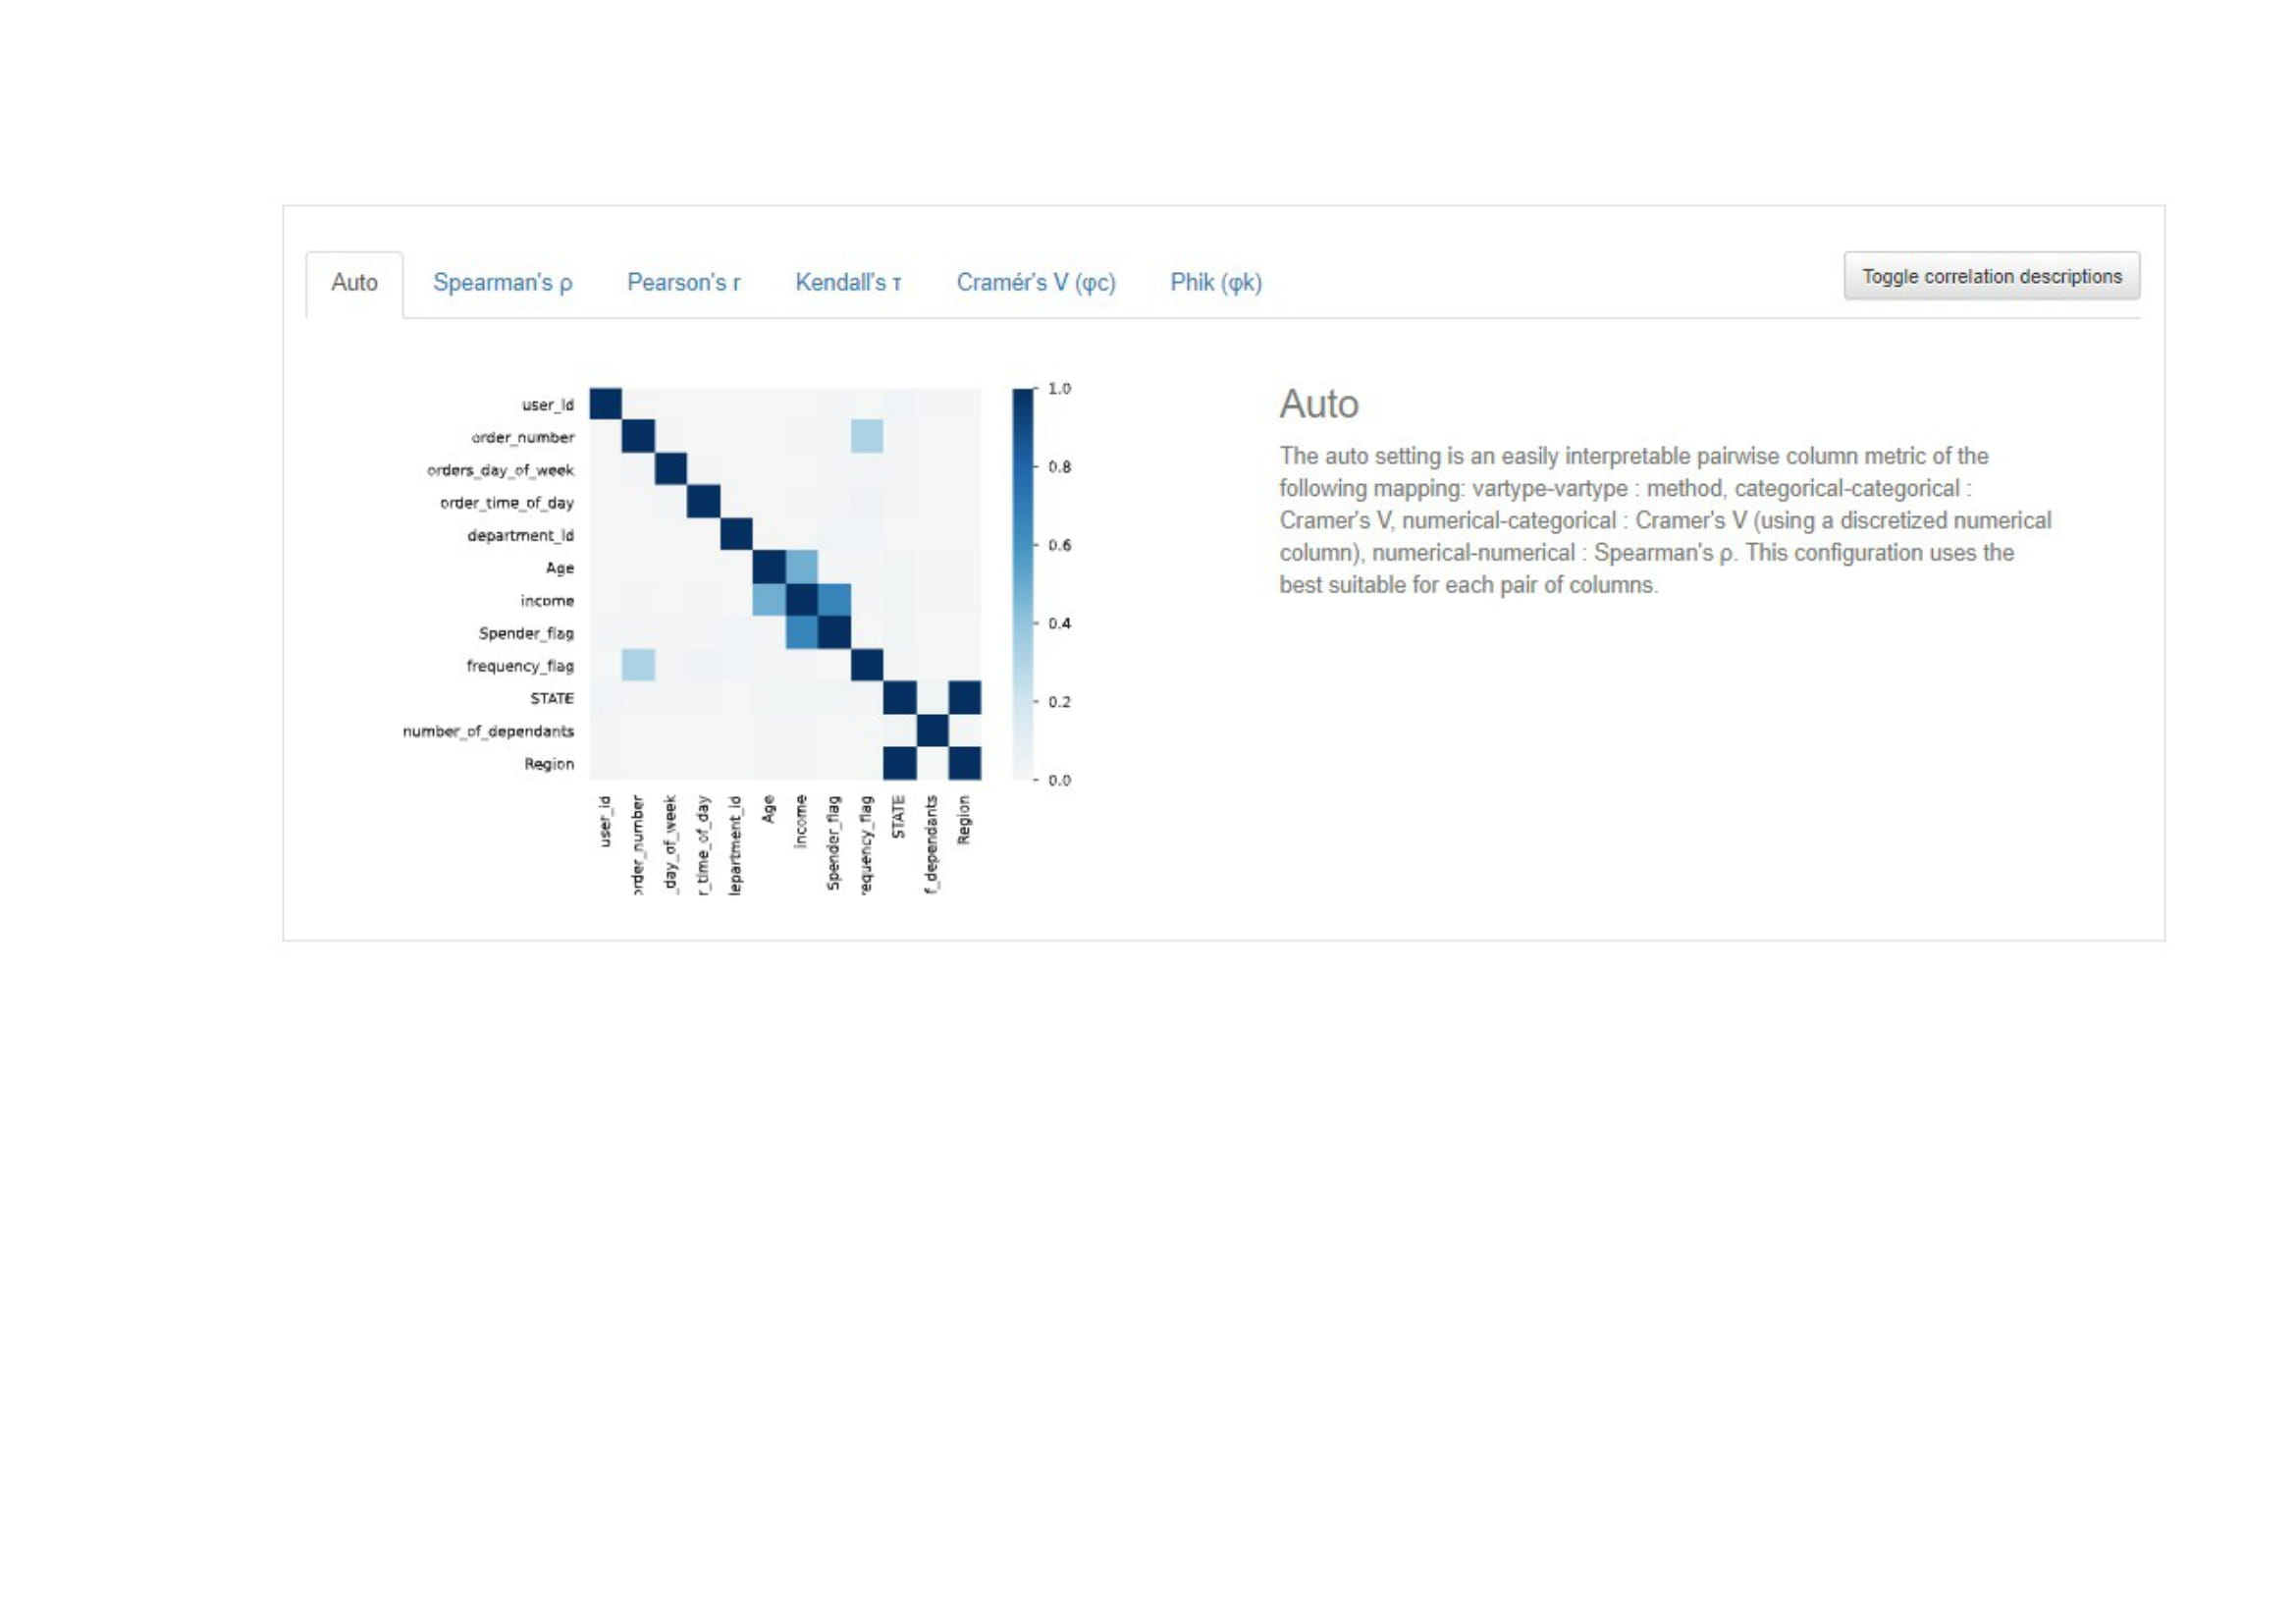 Auto Spearman's ρ Pearson's r Kendall's τ Cramér's V (φc) Phik (φk) Toggle correlation descriptions
user_id
order_number
orders_day_of_week
order_time_of_day
department_id
Age
income
Spender_flag
frequency_flag
STATE
number_of_dependants
Region
user_id
order_number
_day_of_week
r_time_of_day
department_id
Age
income
Spender_flag
requency_flag
STATE
f_dependants
Region
1.0
0.8
0.6
0.4
0.2
0.0
Auto
The auto setting is an easily interpretable pairwise column metric of the
following mapping: vartype-vartype : method, categorical-categorical :
Cramer's V, numerical-categorical : Cramer's V (using a discretized numerical
column), numerical-numerical : Spearman's ρ. This configuration uses the
best suitable for each pair of columns.